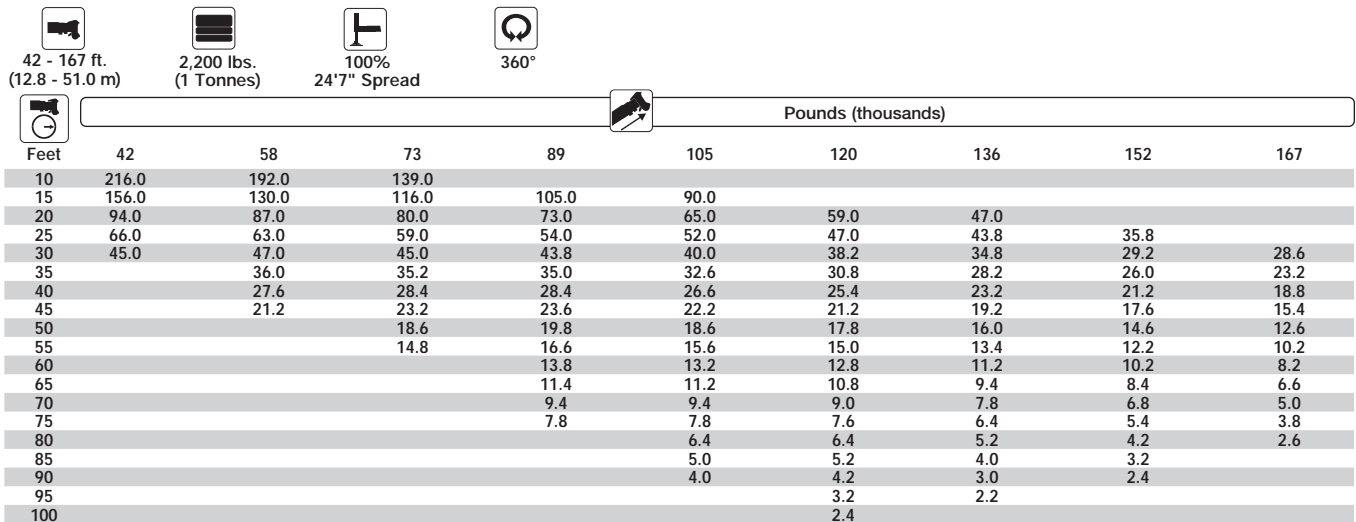 42 - 167 ft. 2,200 lbs. 100% 360°
(12.8 - 51.0 m) (1 Tonnes) 24'7" Spread
Pounds (thousands)
Feet 42 58 73 89 105 120 136 152 167
10 216.0 192.0 139.0
15 156.0 130.0 116.0 105.0 90.0
20 94.0 87.0 80.0 73.0 65.0 59.0 47.0
25 66.0 63.0 59.0 54.0 52.0 47.0 43.8 35.8
30 45.0 47.0 45.0 43.8 40.0 38.2 34.8 29.2 28.6
35 36.0 35.2 35.0 32.6 30.8 28.2 26.0 23.2
40 27.6 28.4 28.4 26.6 25.4 23.2 21.2 18.8
45 21.2 23.2 23.6 22.2 21.2 19.2 17.6 15.4
50 18.6 19.8 18.6 17.8 16.0 14.6 12.6
55 14.8 16.6 15.6 15.0 13.4 12.2 10.2
60 13.8 13.2 12.8 11.2 10.2 8.2
65 11.4 11.2 10.8 9.4 8.4 6.6
70 9.4 9.4 9.0 7.8 6.8 5.0
75 7.8 7.8 7.6 6.4 5.4 3.8
80 6.4 6.4 5.2 4.2 2.6
85 5.0 5.2 4.0 3.2
90 4.0 4.2 3.0 2.4
95 3.2 2.2
100 2.4